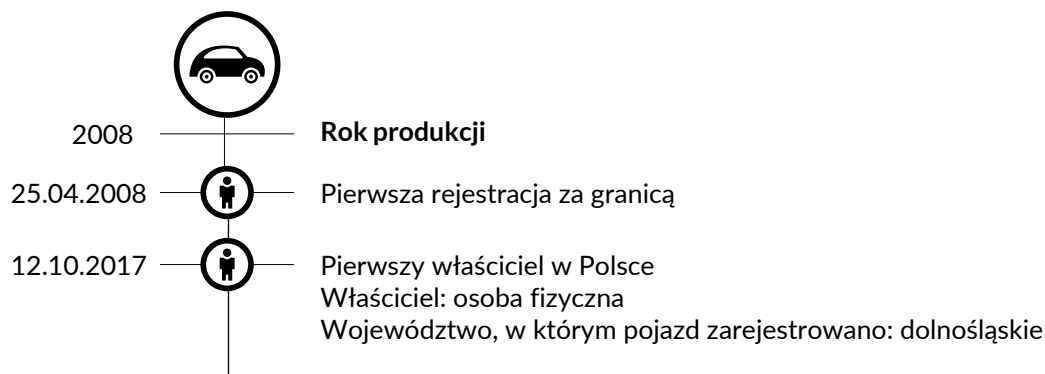 2008 Rok produkcji
25.04.2008 Pierwsza rejestracja za granicą
12.10.2017 Pierwszy właściciel w Polsce
Właściciel: osoba fizyczna
Województwo, w którym pojazd zarejestrowano: dolnośląskie